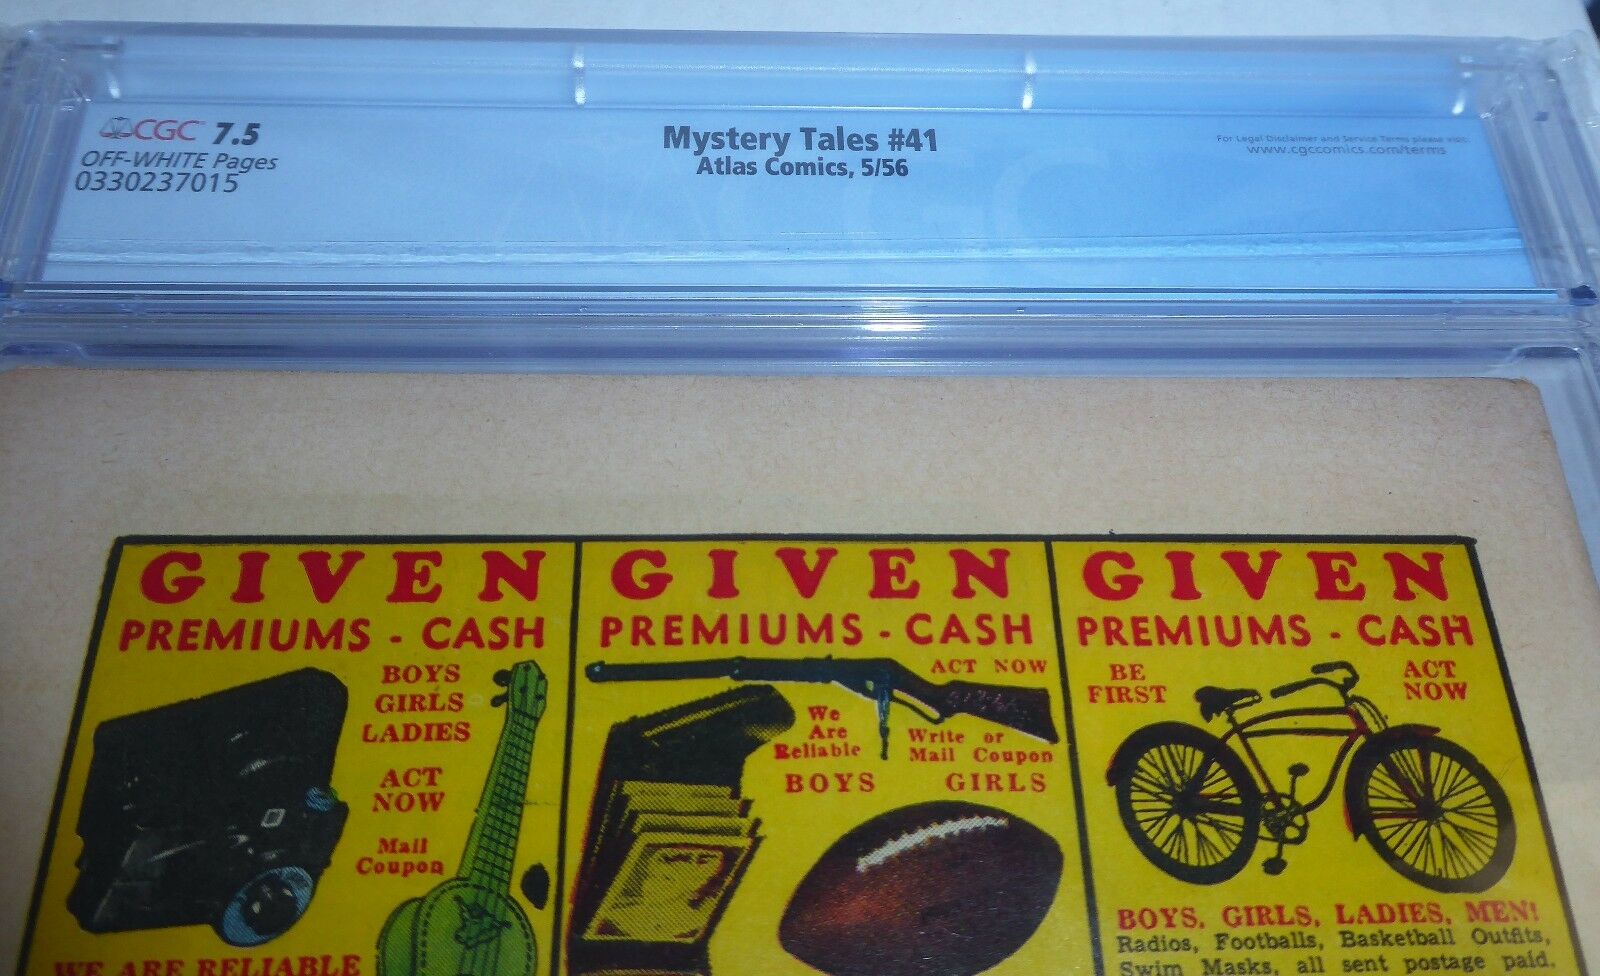 CGC 7.5
OFF-WHITE Pages
0330237015
Mystery Tales #41
Atlas Comics, 5/56
For Legal Disclaimer and Service Terms please visit:
www.cgccomics.com/terms
CGC
GIVEN
PREMIUMS - CASH
BOYS
GIRLS
LADIES
ACT
NOW
Mail
Coupon
WE ARE RELIABLE
GIVEN
PREMIUMS - CASH
ACT NOW
We
Are
Reliable
Write or
Mail Coupon
BOYS GIRLS
GIVEN
PREMIUMS - CASH
BE
FIRST
ACT
NOW
BOYS, GIRLS, LADIES, MEN!
Radios, Footballs, Basketball Outfits,
Swim Masks, all sent postage paid.